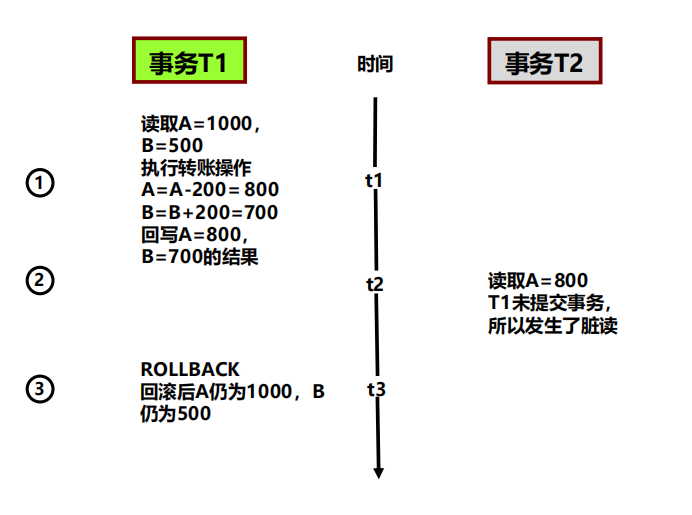 事务T1
时间
事务T2
读取A=1000，
B=500
执行转账操作
A=A-200=800
B=B+200=700
回写A=800，
B=700的结果
①
t1
②
t2
读取A=800
T1未提交事务，
所以发生了脏读
③
ROLLBACK
回滚后A仍为1000，B
仍为500
t3